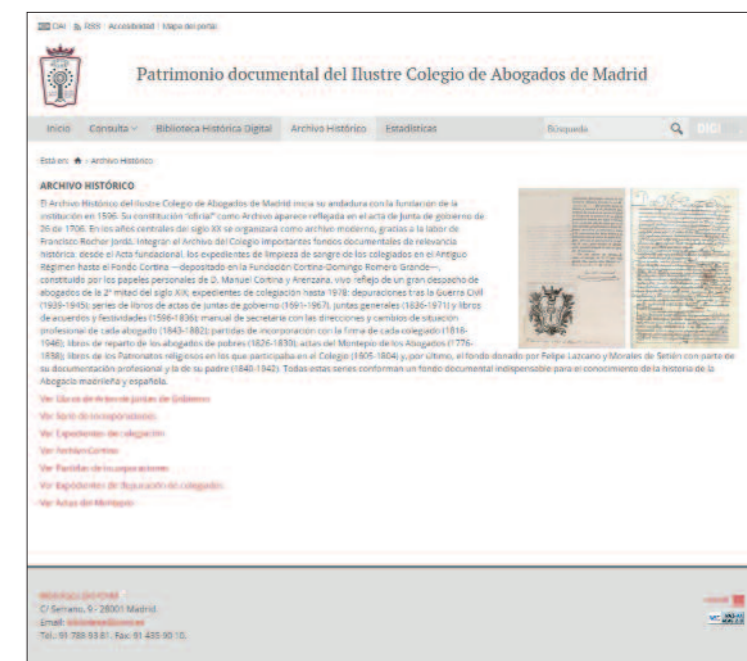 OAI | RSS | Accesibilidad | Mapa del portal
Patrimonio documental del Ilustre Colegio de Abogados de Madrid
Inicio Consulta Biblioteca Histórica Digital Archivo Histórico Estadísticas Búsqueda DIGI
Está en: › Archivo Histórico
ARCHIVO HISTÓRICO
El Archivo Histórico del Ilustre Colegio de Abogados de Madrid inicia su andadura con la fundación de la
institución en 1596. Su constitución "oficial" como Archivo aparece reflejada en el acta de Junta de gobierno de
26 de 1706. En los años centrales del siglo XX se organizará como archivo moderno, gracias a la labor de
Francisco Rocher Jordá. Integran el Archivo del Colegio importantes fondos documentales de relevancia
histórica: desde el Acta fundacional, los expedientes de limpieza de sangre de los colegiados en el Antiguo
Régimen hasta el Fondo Cortina —depositado en la Fundación Cortina-Domingo Romero Grande—,
constituido por los papeles personales de D. Manuel Cortina y Arenzana, vivo reflejo de un gran despacho de
abogados de la 2ª mitad del siglo XIX; expedientes de colegiación hasta 1978; depuraciones tras la Guerra Civil
(1939-1945); series de libros de actas de juntas de gobierno (1691-1967), juntas generales (1836-1971) y libros
de acuerdos y festividades (1596-1836); manual de secretaría con las direcciones y cambios de situación
profesional de cada abogado (1843-1882); partidas de incorporación con la firma de cada colegiado (1816-
1946); libros de reparto de los abogados de pobres (1826-1830); actas del Montepío de los Abogados (1776-
1838); libros de los Patronatos religiosos en los que participaba en el Colegio (1605-1804) y, por último, el fondo donado por Felipe Lazcano y Morales de Setién con parte de
su documentación profesional y la de su padre (1840-1942). Todas estas series conforman un fondo documental indispensable para el conocimiento de la historia de la
Abogacía madrileña y española.
Ver Libros de Actas de Juntas de Gobierno
Ver libros de incorporaciones
Ver Expedientes de colegiación
Ver Archivo Cortina
Ver Partidas de incorporaciones
Ver Expedientes de depuración de colegiados
Ver Actas del Montepío
C/ Serrano, 9 - 28001 Madrid.
Email:
Tel.: 91 788 93 81. Fax: 91 435 90 10.